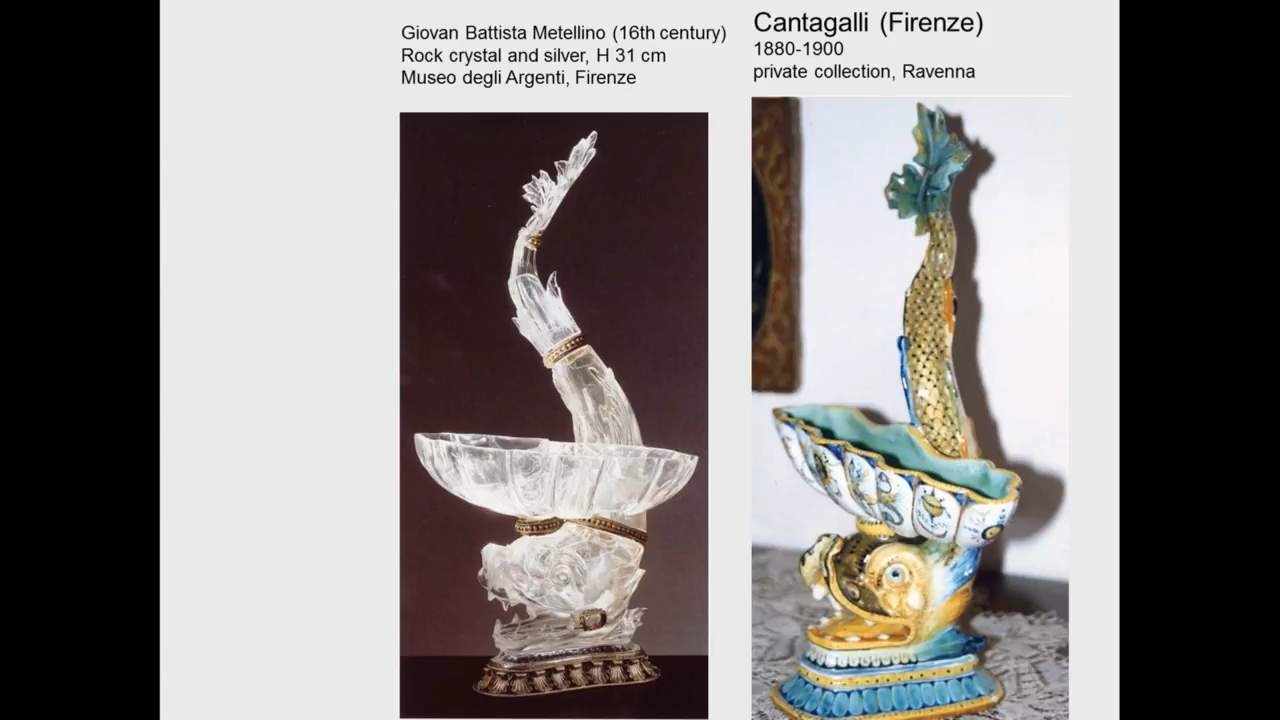 Giovan Battista Metellino (16th century)
Rock crystal and silver, H 31 cm
Museo degli Argenti, Firenze
Cantagalli (Firenze)
1880-1900
private collection, Ravenna